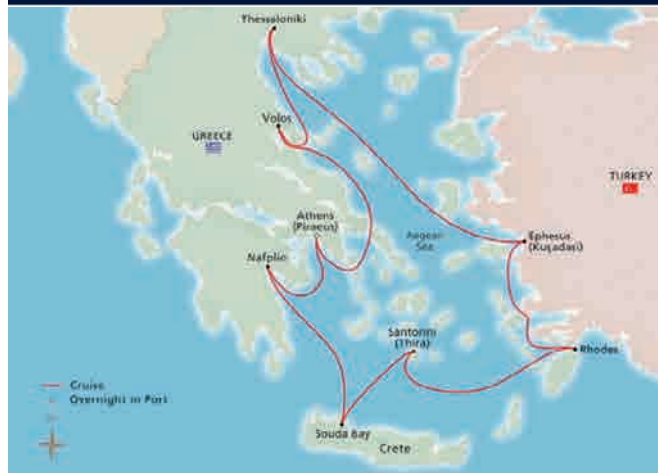 Thessaloniki
Volos
GREECE
TURKEY
Athens
(Piraeus)
Aegean
Sea
Ephesus
(Kuşadasi)
Nafplio
Santorini
(Thira)
Rhodes
Cruise
Overnight in Port
Souda Bay
Crete